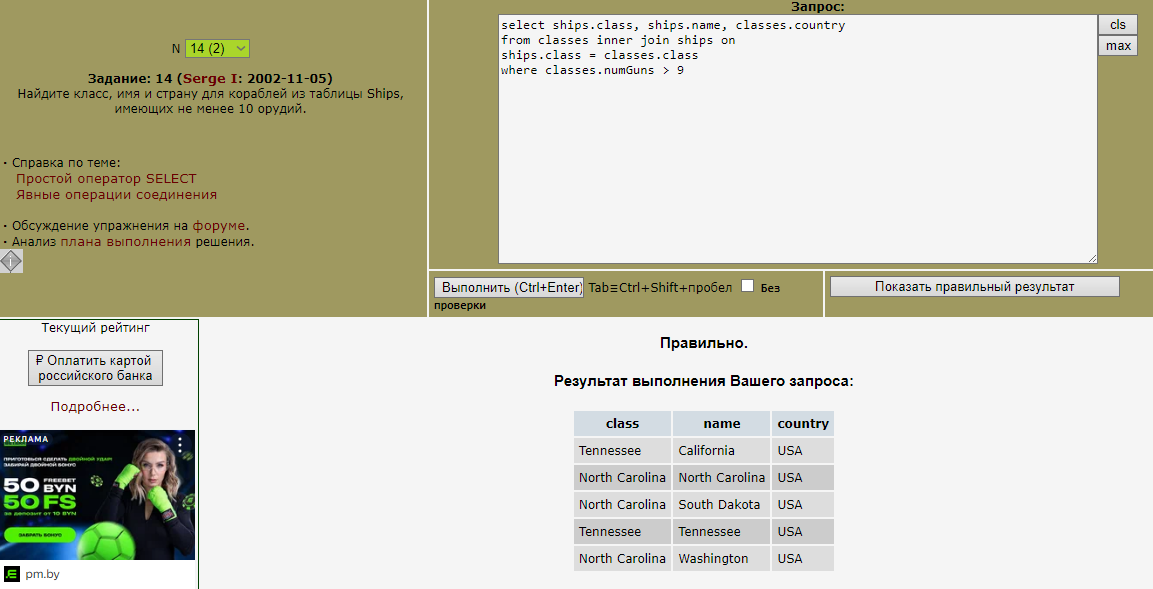 N 14 (2)
Задание: 14 (Serge I: 2002-11-05)
Найдите класс, имя и страну для кораблей из таблицы Ships,
имеющих не менее 10 орудий.
· Справка по теме:
Простой оператор SELECT
Явные операции соединения
· Обсуждение упражнения на форуме.
· Анализ плана выполнения решения.
Запрос:
select ships.class, ships.name, classes.country
from classes inner join ships on
ships.class = classes.class
where classes.numGuns > 9
cls
max
Выполнить (Ctrl+Enter) Tab≡Ctrl+Shift+пробел Без
проверки
Показать правильный результат
Текущий рейтинг
₽ Оплатить картой
российского банка
Подробнее...
РЕКЛАМА
ПРИГОТОВЬСЯ СДЕЛАТЬ ДВОЙНОЙ УДАР!
ЗАБИРАЙ ДВОЙНОЙ БОНУС
50 FREEBET BYN
50 FS
за депозит от 10 BYN
ЗАБРАТЬ БОНУС
pm.by
Правильно.
Результат выполнения Вашего запроса:
class name country
Tennessee California USA
North Carolina North Carolina USA
North Carolina South Dakota USA
Tennessee Tennessee USA
North Carolina Washington USA